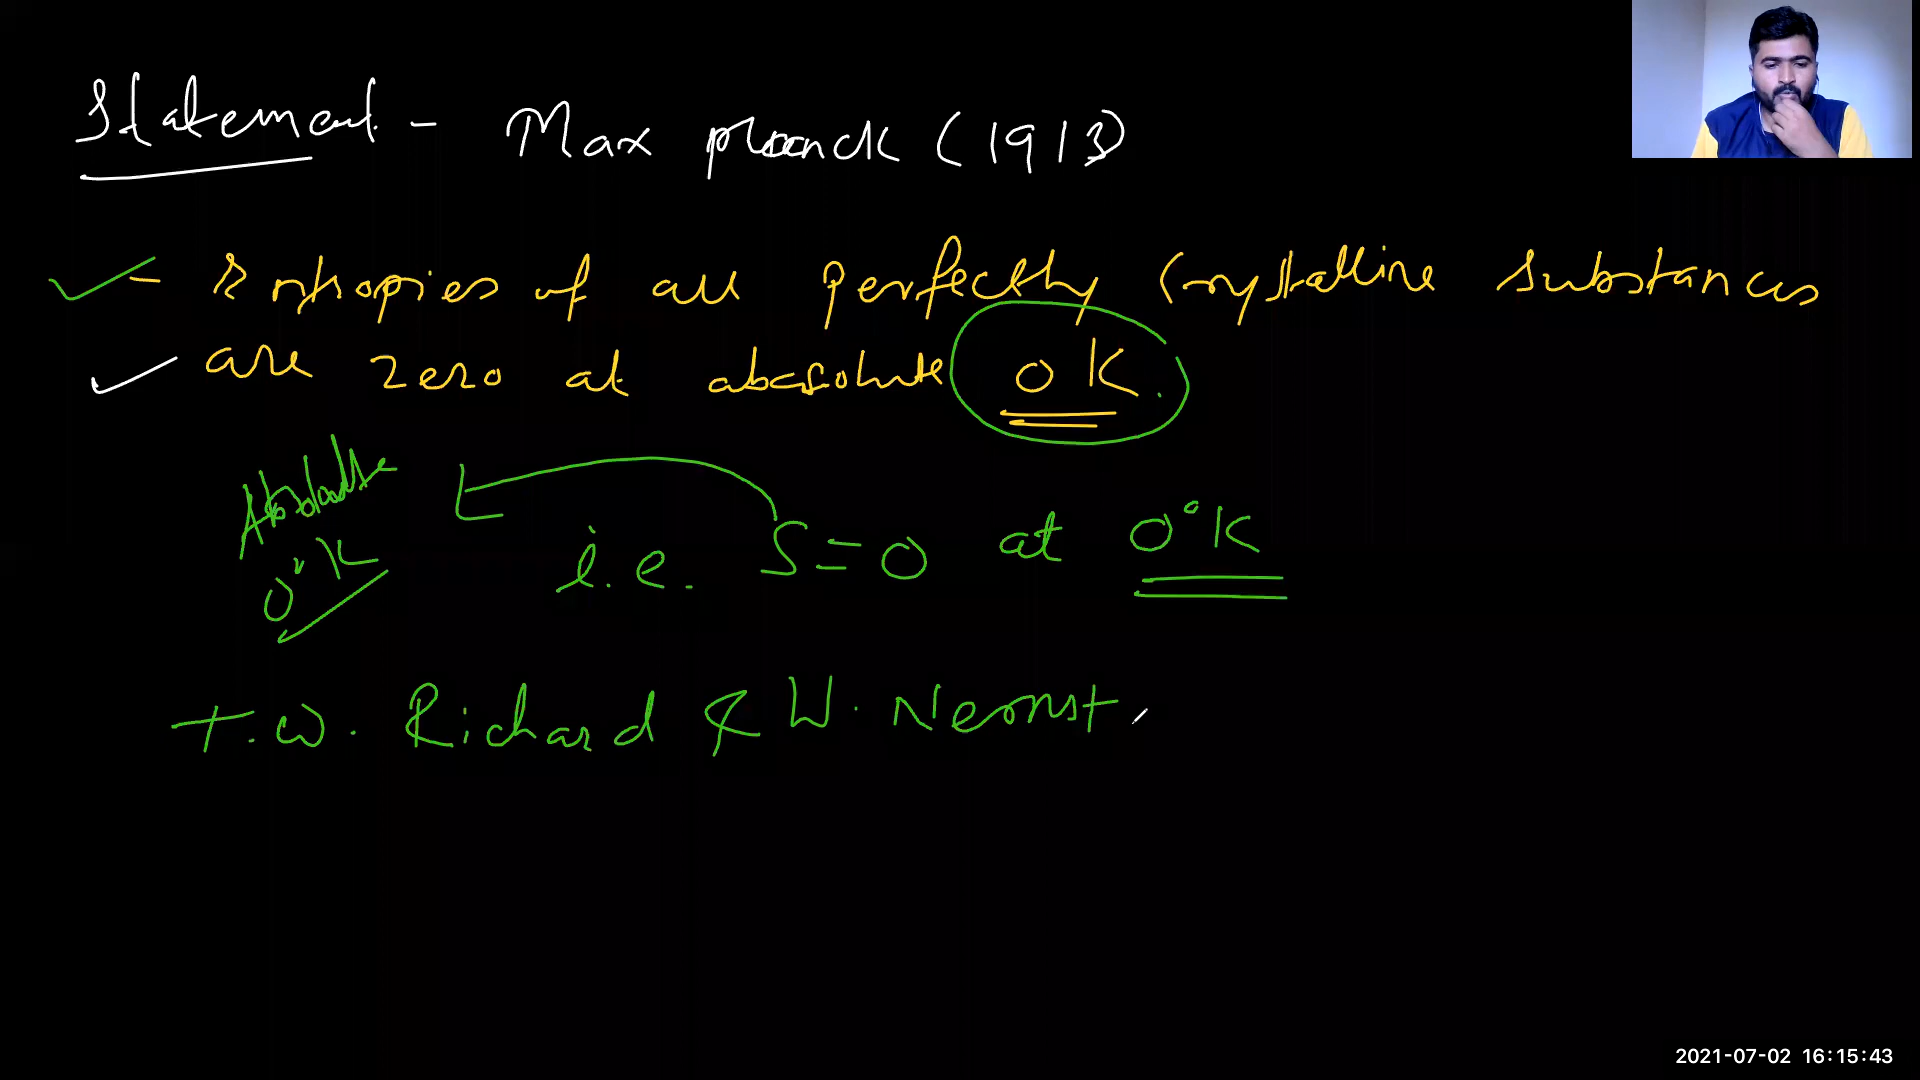 Statement - Max planck (1913)
- Entropies of all perfectly Crystalline substances
are zero at absolute 0 K.
Absolute
0°K
i.e. S=0 at 0°K
T.W. Richard & W. Nernst
2021-07-02 16:15:43